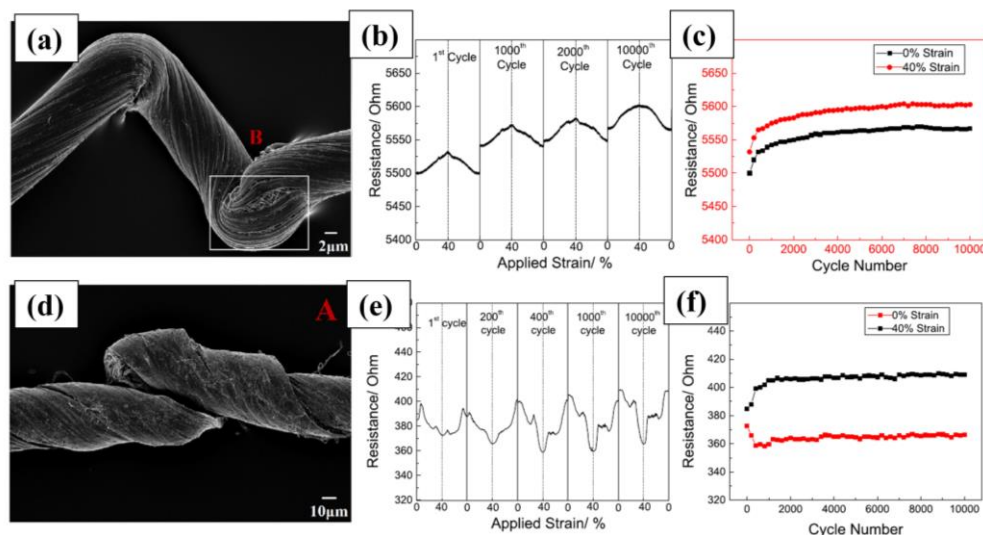 (a)
B
2μm
(b)
1st Cycle
1000th Cycle
2000th Cycle
10000th Cycle
5650
5600
5550
5500
5450
5400
Resistance/ Ohm
0 40 0 40 0 40 0 40 0
Applied Strain/ %
(c)
0% Strain
40% Strain
5650
5600
5550
5500
5450
5400
Resistance/ Ohm
0 2000 4000 6000 8000 10000
Cycle Number
(d)
A
10μm
(e)
1st cycle
200th cycle
400th cycle
1000th cycle
10000th cycle
460
440
420
400
380
360
340
320
Resistance/ Ohm
0 40 0 40 0 40 0 40 0 40 0
Applied Strain/ %
(f)
0% Strain
40% Strain
440
420
400
380
360
340
320
Resistance/ Ohm
0 2000 4000 6000 8000 10000
Cycle Number